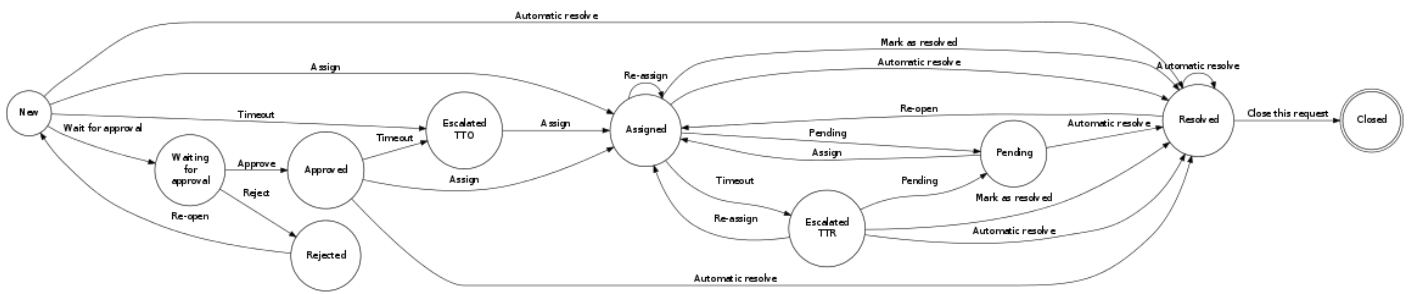 Automatic resolve
Mark as resolved
Assign
Automatic resolve
Re-assign
Automatic resolve
New
Timeout
Escalated
TTO
Assign
Assigned
Re-open
Resolved
Close this request
Closed
Wait for approval
Timeout
Pending
Automatic resolve
Waiting
for
approval
Approve
Approved
Assign
Assign
Pending
Reject
Timeout
Pending
Mark as resolved
Re-open
Re-assign
Escalated
TTR
Automatic resolve
Rejected
Automatic resolve